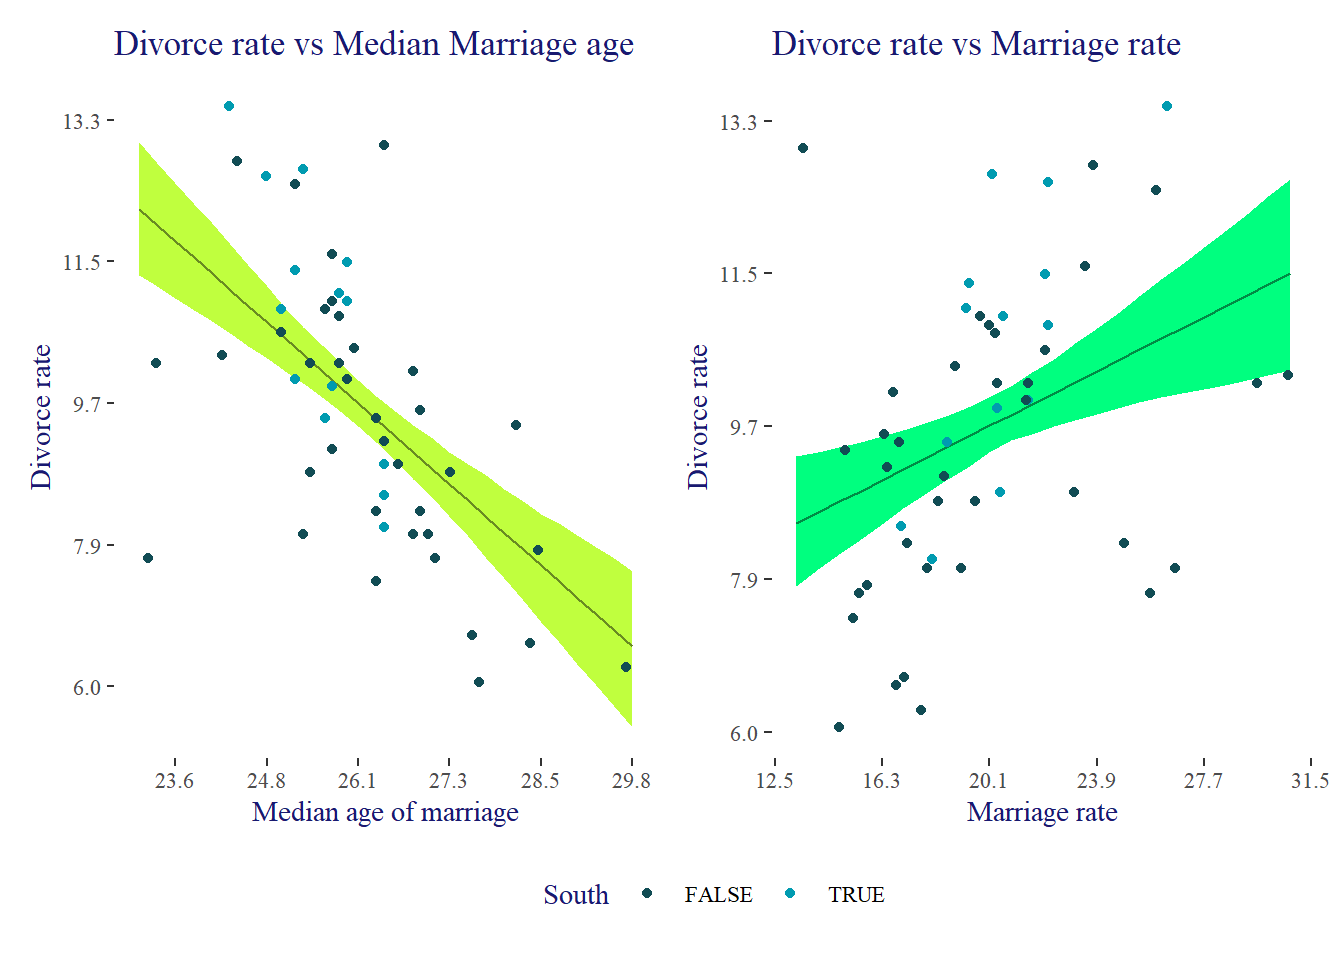 Divorce rate vs Median Marriage age
13.3
11.5
9.7
7.9
6.0
Divorce rate
23.6 24.8 26.1 27.3 28.5 29.8
Median age of marriage
Divorce rate vs Marriage rate
13.3
11.5
9.7
7.9
6.0
Divorce rate
12.5 16.3 20.1 23.9 27.7 31.5
Marriage rate
South FALSE TRUE